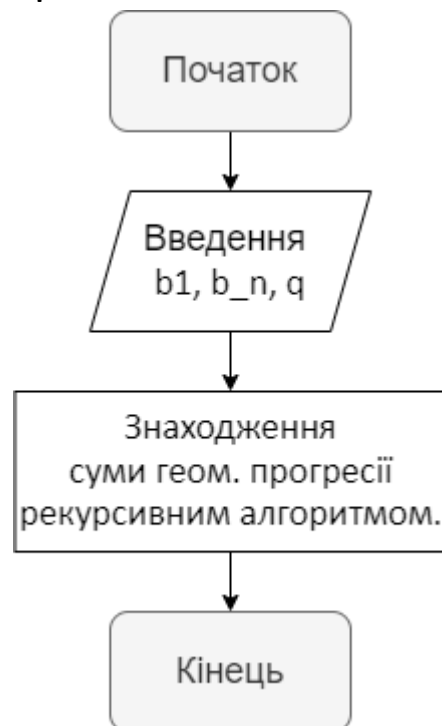 Початок
Введення
b1, b_n, q
Знаходження
суми геом. прогресії
рекурсивним алгоритмом.
Кінець